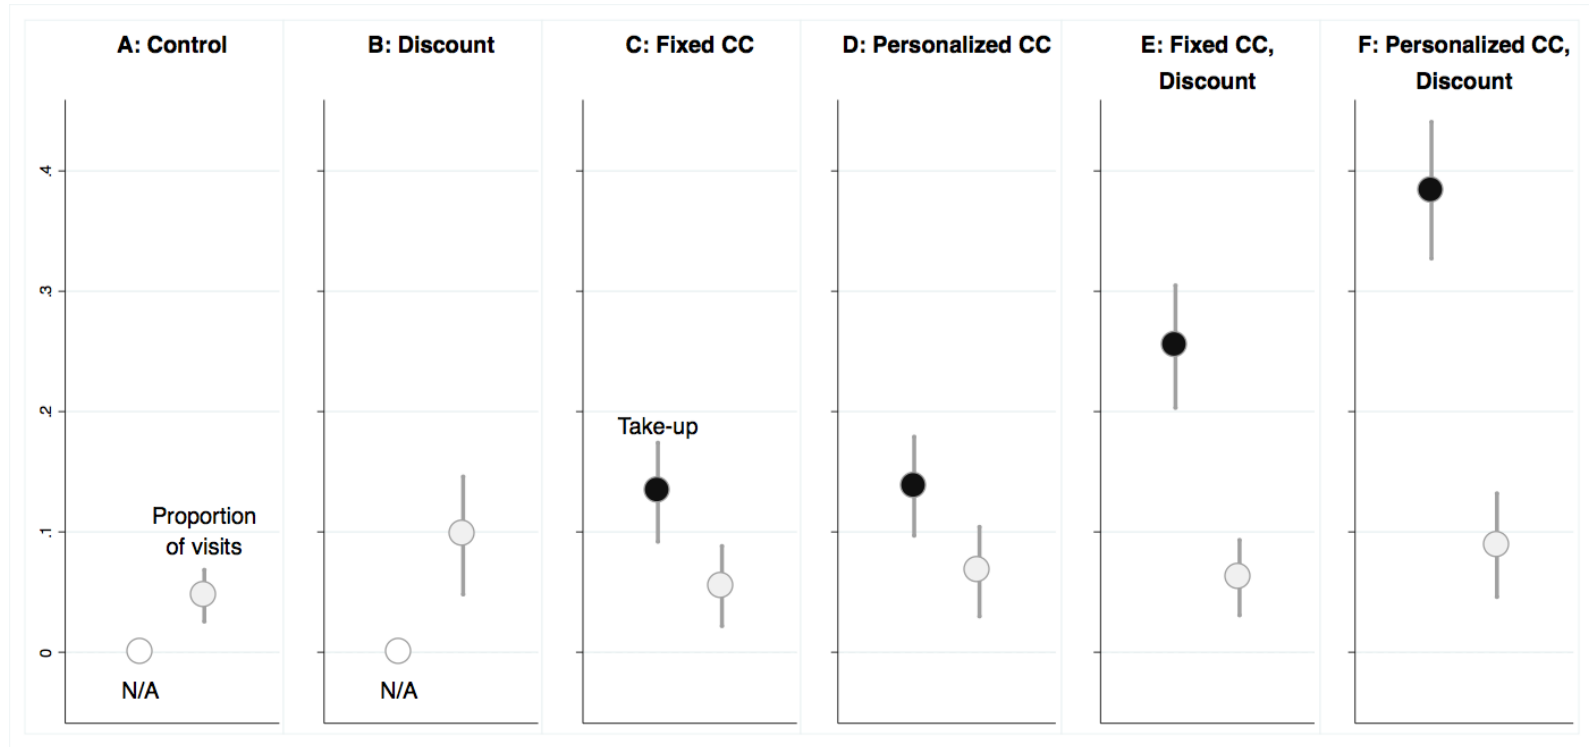 A: Control
B: Discount
C: Fixed CC
D: Personalized CC
E: Fixed CC,
Discount
F: Personalized CC,
Discount
.4
.3
.2
.1
0
Proportion
of visits
N/A
N/A
Take-up